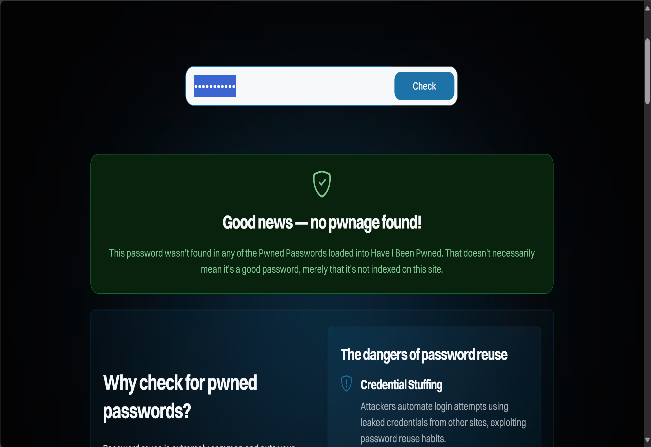 •••••••••••
Check
Good news — no pwnage found!
This password wasn't found in any of the Pwned Passwords loaded into Have I Been Pwned. That doesn't necessarily
mean it's a good password, merely that it's not indexed on this site.
Why check for pwned
passwords?
The dangers of password reuse
Credential Stuffing
Attackers automate login attempts using
leaked credentials from other sites, exploiting
password reuse habits.